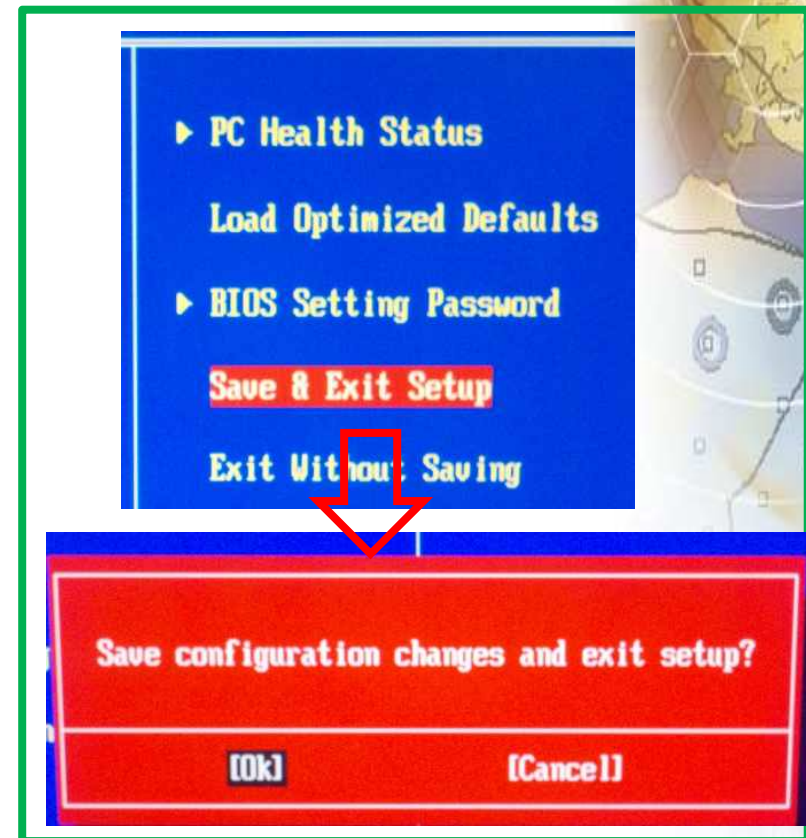 PC Health Status
Load Optimized Defaults
BIOS Setting Password
Save & Exit Setup
Exit Without Saving
Save configuration changes and exit setup?
[Ok] [Cancel]